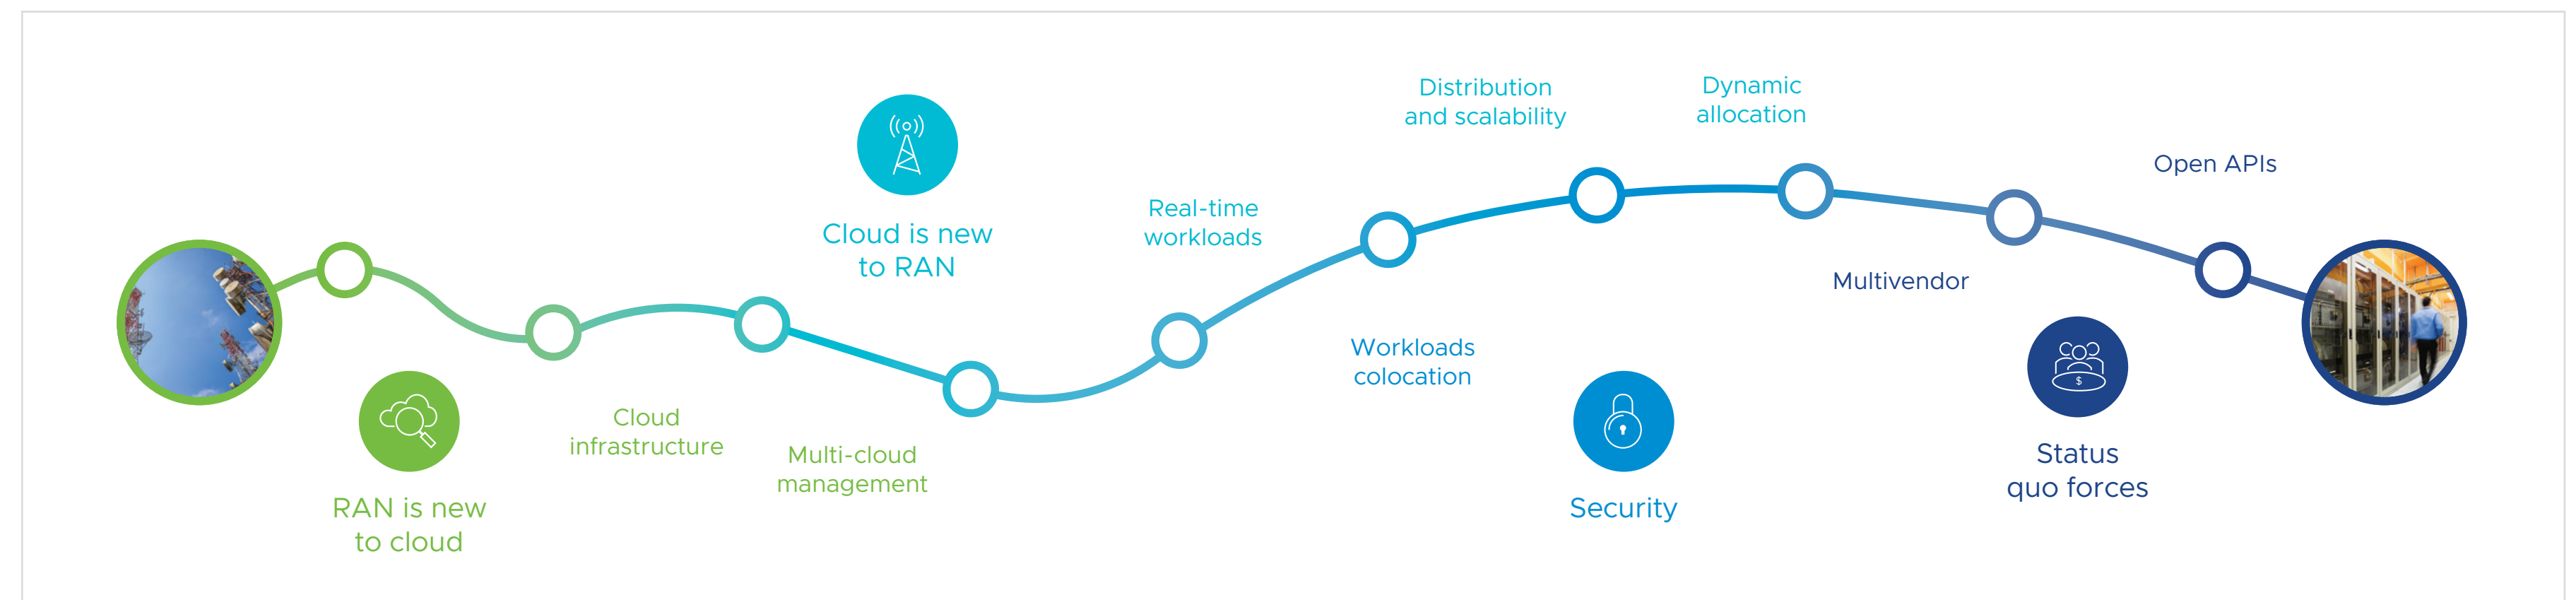 RAN is new
to cloud
Cloud
infrastructure
Multi-cloud
management
Cloud is new
to RAN
Real-time
workloads
Distribution
and scalability
Dynamic
allocation
Workloads
colocation
Security
Multivendor
Open APIs
$
Status
quo forces